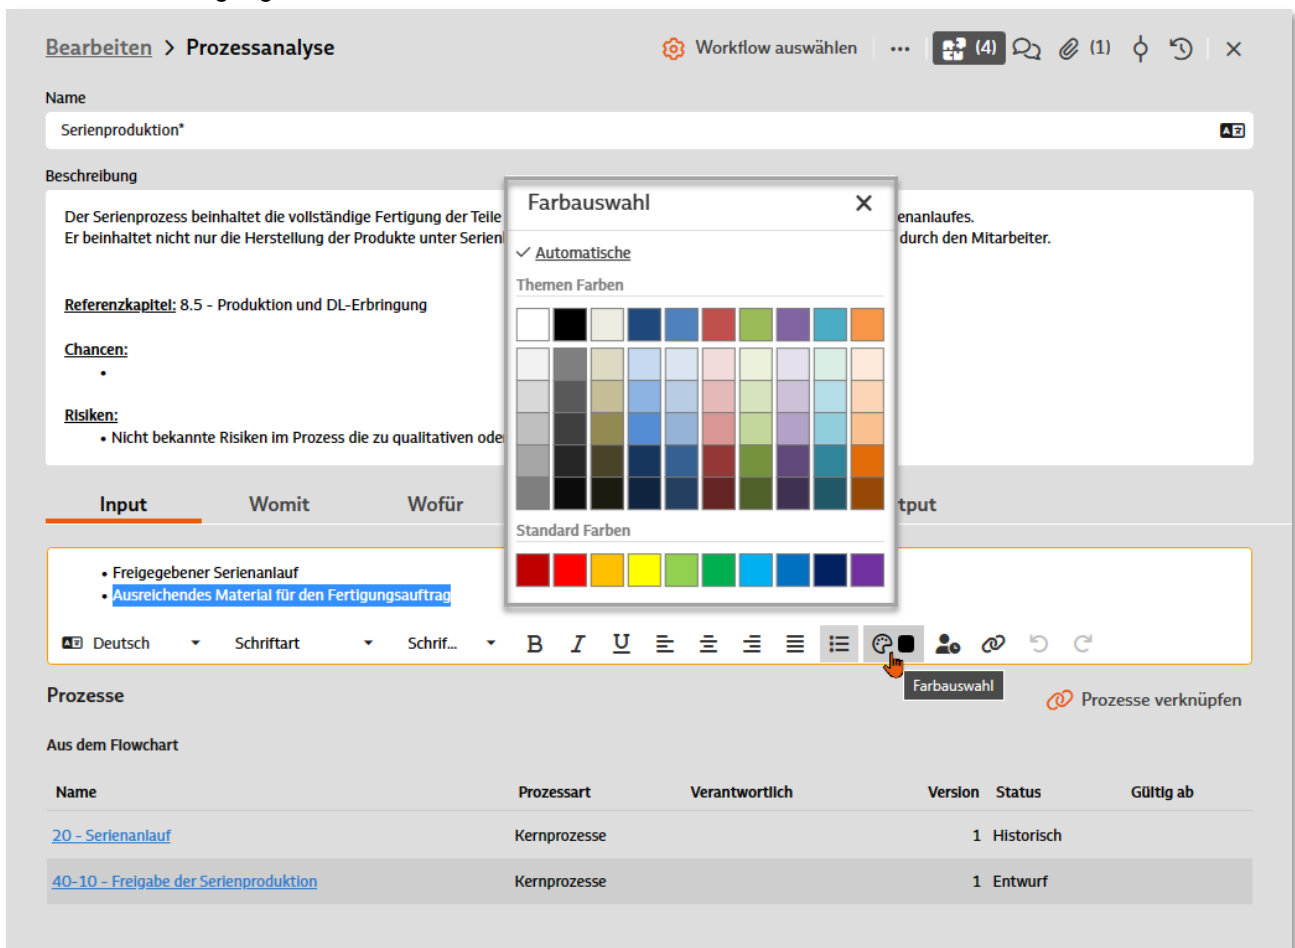 Bearbeiten > Prozessanalyse
Workflow auswählen
(4)
(1)
Name
Serienproduktion*
Beschreibung
Der Serienprozess beinhaltet die vollständige Fertigung der Teile
enanlaufes.
Er beinhaltet nicht nur die Herstellung der Produkte unter Serien
durch den Mitarbeiter.
Referenzkapitel: 8.5 - Produktion und DL-Erbringung
Chancen:
•
Risiken:
• Nicht bekannte Risiken im Prozess die zu qualitativen ode
Farbauswahl
Automatische
Themen Farben
Standard Farben
Input Womit Wofür tput
• Freigegebener Serienanlauf
• Ausreichendes Material für den Fertigungsauftrag
Deutsch Schriftart Schrif... B I U
Farbauswahl
Prozesse
Prozesse verknüpfen
Aus dem Flowchart
Name Prozessart Verantwortlich Version Status Gültig ab
20 - Serienanlauf Kernprozesse 1 Historisch
40-10 - Freigabe der Serienproduktion Kernprozesse 1 Entwurf